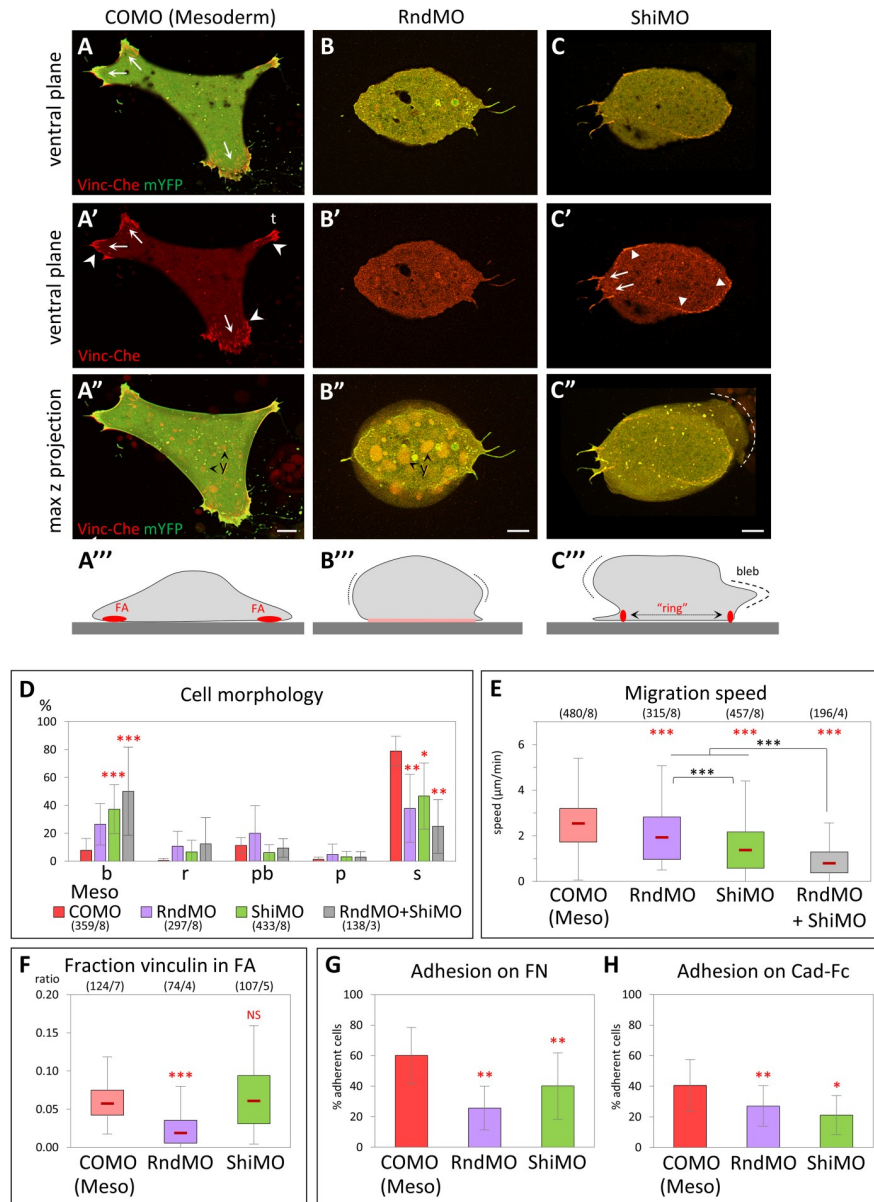 COMO (Mesoderm) RndMO ShiMO
ventral plane
A B C
Vinc-Che mYFP
ventral plane
A' B' C'
t
Vinc-Che
max z projection
A" B" C"
y y
Vinc-Che mYFP
A''' B''' C'''
FA FA "ring" bleb
D Cell morphology
%
100
80
60
40
20
0
*** *** * ** **
b r pb p s
Meso
COMO RndMO ShiMO RndMO+ShiMO
(359/8) (297/8) (433/8) (138/3)
E Migration speed
(480/8) (315/8) (457/8) (196/4)
*** *** ***
***
***
speed (µm/min)
6
4
2
0
COMO (Meso) RndMO ShiMO RndMO + ShiMO
F Fraction vinculin in FA
ratio (124/7) (74/4) (107/5)
0.20
0.15
0.10
0.05
0.00
*** NS
COMO (Meso) RndMO ShiMO
G Adhesion on FN
% adherent cells
100
80
60
40
20
0
** **
COMO (Meso) RndMO ShiMO
H Adhesion on Cad-Fc
% adherent cells
100
80
60
40
20
0
** *
COMO (Meso) RndMO ShiMO